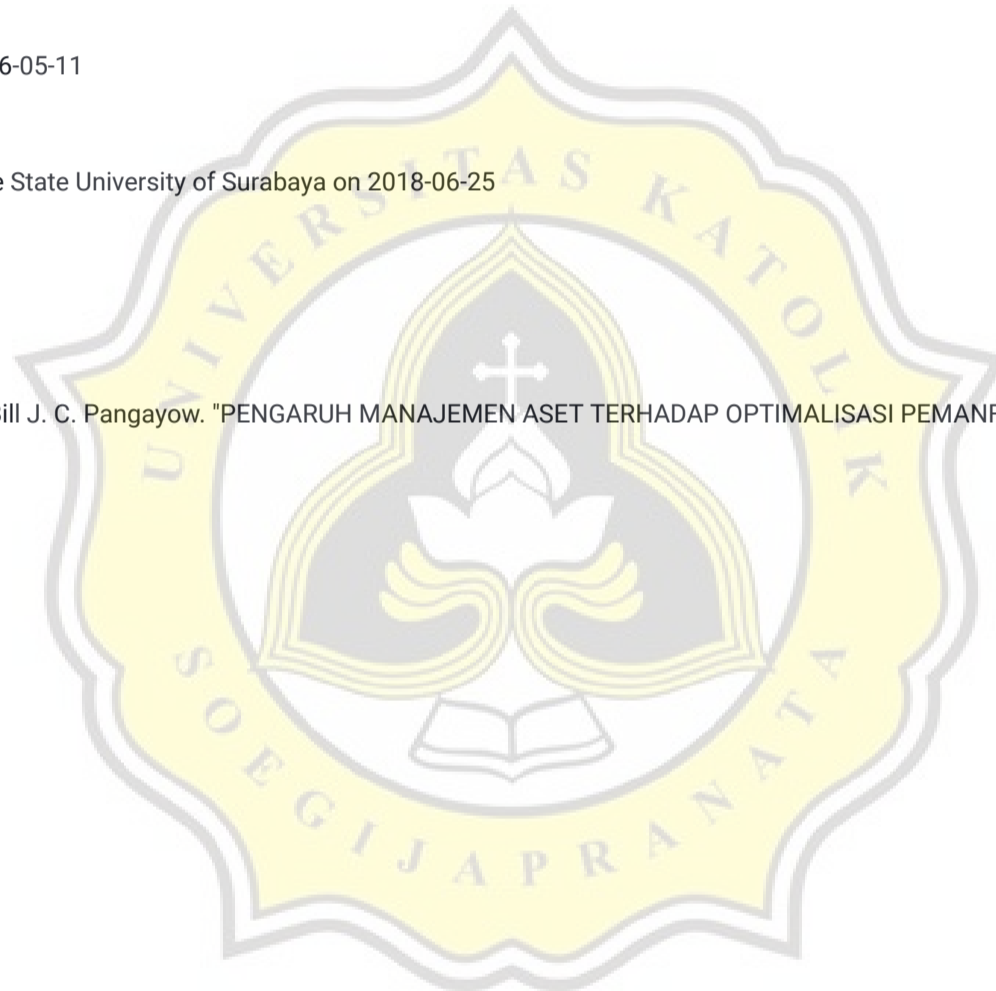 6-05-11
e State University of Surabaya on 2018-06-25
UNIVERSITAS KATOLIK
ill J. C. Pangayow. "PENGARUH MANAJEMEN ASET TERHADAP OPTIMALISASI PEMAN
SOEGIJAPRANATA